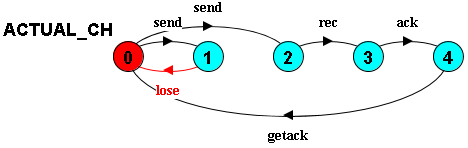 send
send
rec
ack
ACTUAL_CH
0
1
2
3
4
lose
getack